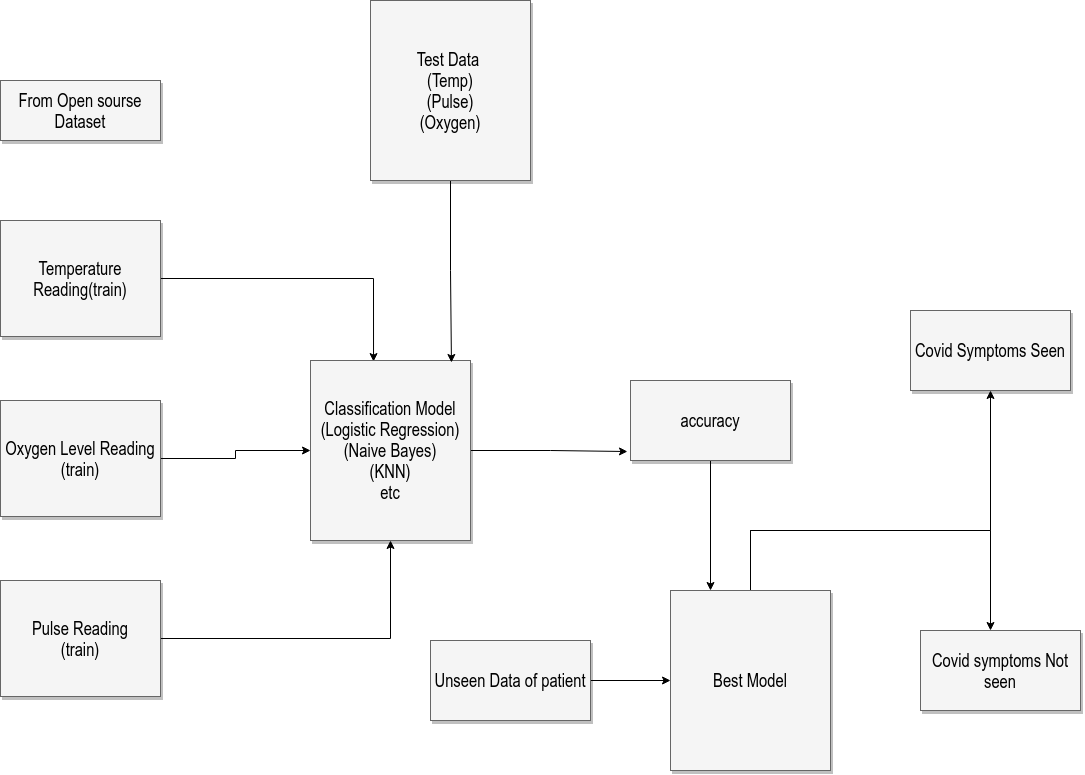 Test Data
(Temp)
(Pulse)
(Oxygen)
From Open sourse
Dataset
Temperature
Reading(train)
Oxygen Level Reading
(train)
Pulse Reading
(train)
Classification Model
(Logistic Regression)
(Naive Bayes)
(KNN)
etc
accuracy
Covid Symptoms Seen
Unseen Data of patient
Best Model
Covid symptoms Not
seen